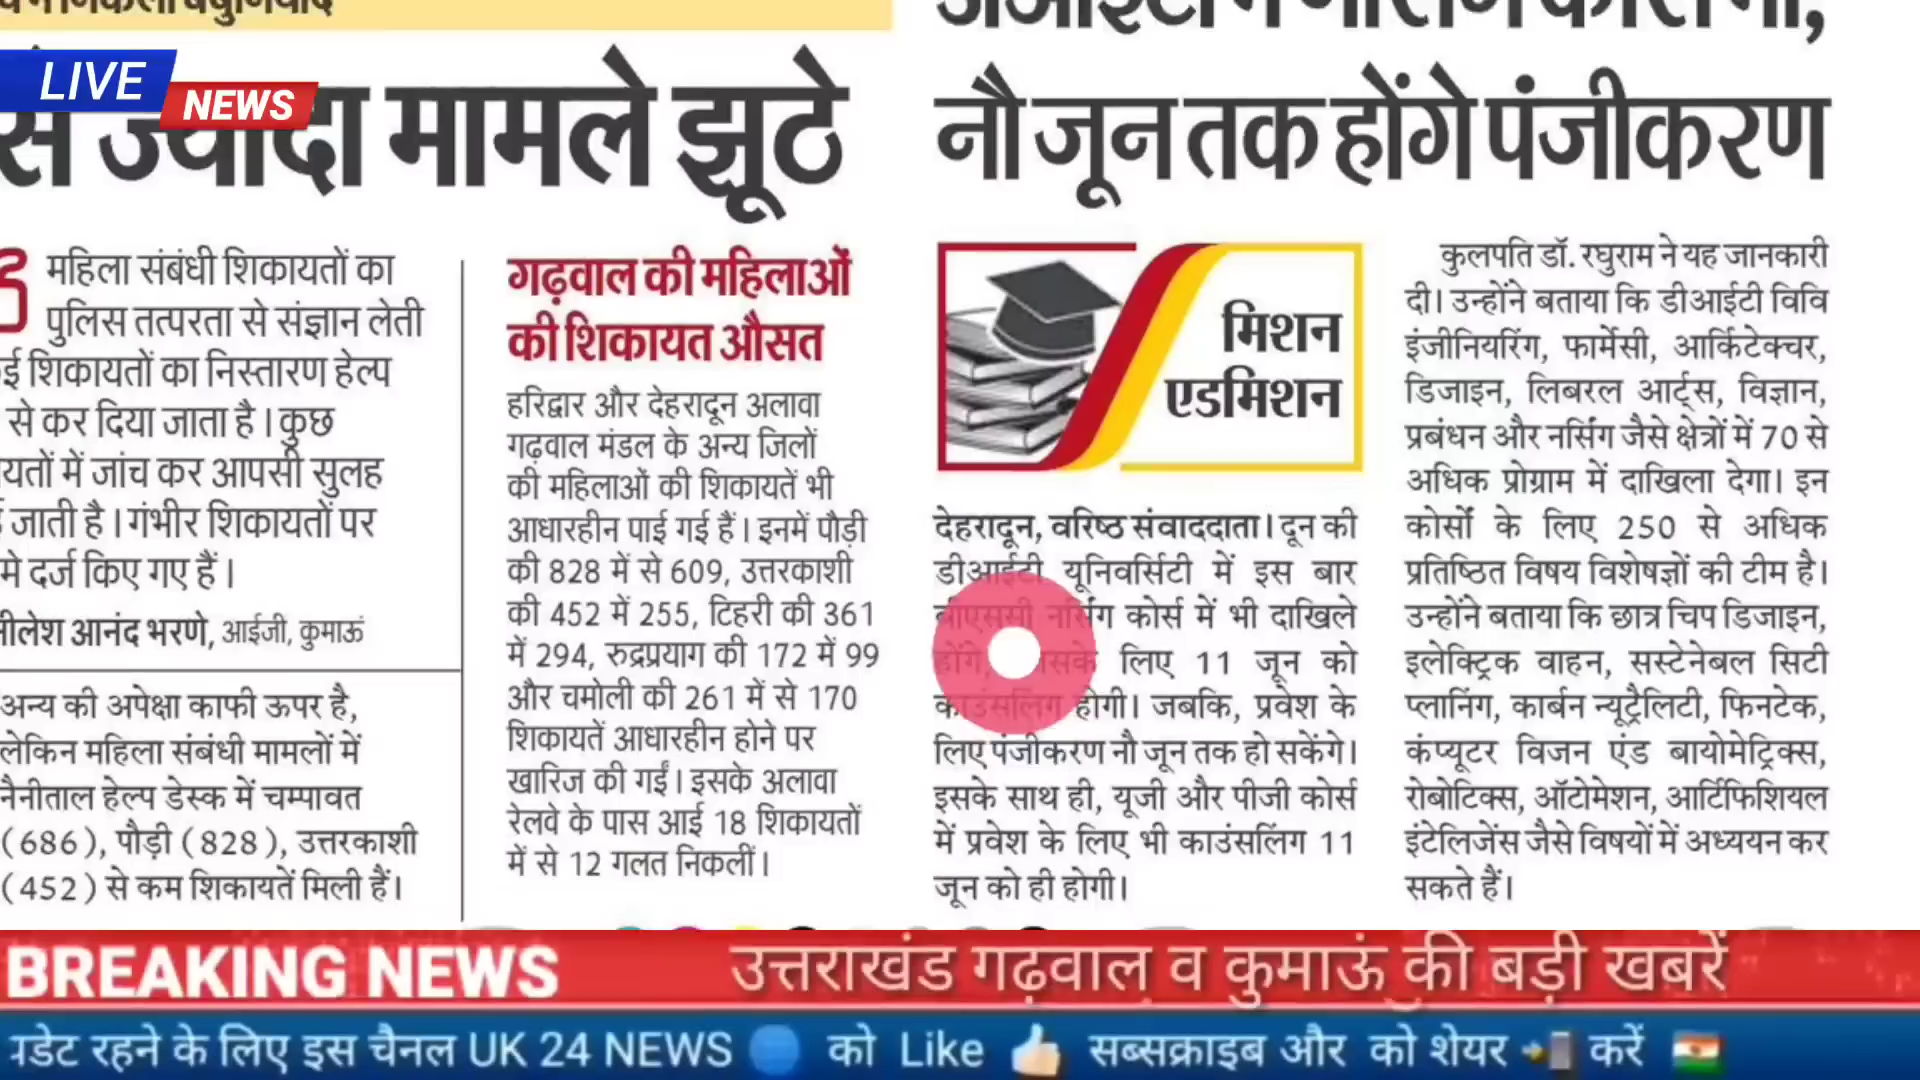 LIVE
NEWS
से ज्यादा मामले झूठे
महिला संबंधी शिकायतों का
पुलिस तत्परता से संज्ञान लेती
शिकायतों का निस्तारण हेल्प
से कर दिया जाता है। कुछ
में जांच कर आपसी सुलह
जाती है। गंभीर शिकायतों पर
दर्ज किए गए हैं।
आनंद भरणे, आईजी, कुमाऊं
अन्य की अपेक्षा काफी ऊपर है,
लेकिन महिला संबंधी मामलों में
नैनीताल हेल्प डेस्क में चम्पावत
(686), पौड़ी (828), उत्तरकाशी
(452) से कम शिकायतें मिली हैं।
गढ़वाल की महिलाओं
की शिकायत औसत
हरिद्वार और देहरादून अलावा
गढ़वाल मंडल के अन्य जिलों
की महिलाओं की शिकायतें भी
आधारहीन पाई गई हैं। इनमें पौड़ी
की 828 में से 609, उत्तरकाशी
की 452 में 255, टिहरी की 361
में 294, रुद्रप्रयाग की 172 में 99
और चमोली की 261 में से 170
शिकायतें आधारहीन होने पर
खारिज की गईं। इसके अलावा
रेलवे के पास आई 18 शिकायतों
में से 12 गलत निकलीं।
नौ जून तक होंगे पंजीकरण
मिशन
एडमिशन
देहरादून, वरिष्ठ संवाददाता। दून की
डीआईटी यूनिवर्सिटी में इस बार
बीएससी नर्सिंग कोर्स में भी दाखिले
होंगे, जिसके लिए 11 जून को
काउंसलिंग होगी। जबकि, प्रवेश के
लिए पंजीकरण नौ जून तक हो सकेंगे।
इसके साथ ही, यूजी और पीजी कोर्स
में प्रवेश के लिए भी काउंसलिंग 11
जून को ही होगी।
कुलपति डॉ. रघुराम ने यह जानकारी
दी। उन्होंने बताया कि डीआईटी विवि
इंजीनियरिंग, फार्मेसी, आर्किटेक्चर,
डिजाइन, लिबरल आर्ट्स, विज्ञान,
प्रबंधन और नर्सिंग जैसे क्षेत्रों में 70 से
अधिक प्रोग्राम में दाखिला देगा। इन
कोर्सों के लिए 250 से अधिक
प्रतिष्ठित विषय विशेषज्ञों की टीम है।
उन्होंने बताया कि छात्र चिप डिजाइन,
इलेक्ट्रिक वाहन, सस्टेनेबल सिटी
प्लानिंग, कार्बन न्यूट्रैलिटी, फिनटेक,
कंप्यूटर विजन एंड बायोमेट्रिक्स,
रोबोटिक्स, ऑटोमेशन, आर्टिफिशियल
इंटेलिजेंस जैसे विषयों में अध्ययन कर
सकते हैं।
BREAKING NEWS उत्तराखंड गढ़वाल व कुमाऊं की बड़ी खबरें
रहने के लिए इस चैनल UK 24 NEWS को Like सब्सक्राइब और को शेयर करें